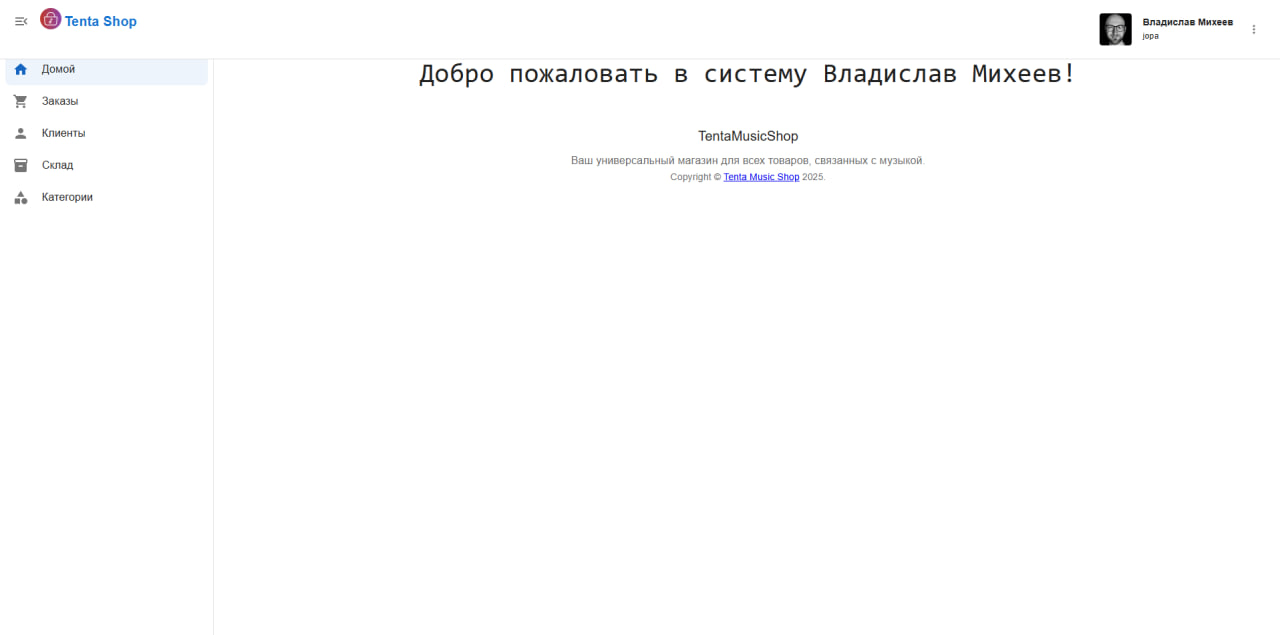 Tenta Shop
Владислав Михеев
jopa
Домой
Заказы
Клиенты
Склад
Категории
Добро пожаловать в систему Владислав Михеев!
TentaMusicShop
Ваш универсальный магазин для всех товаров, связанных с музыкой.
Copyright © Tenta Music Shop 2025.